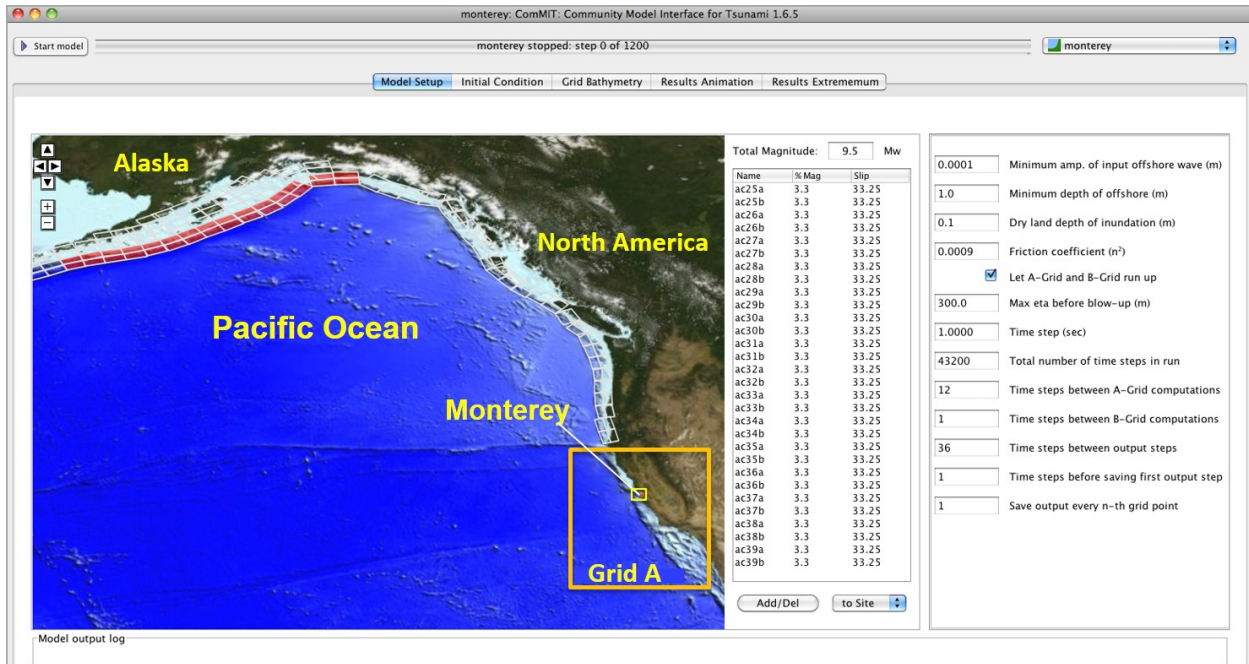 monterey: ComMIT: Community Model Interface for Tsunami 1.6.5
Start model
monterey stopped: step 0 of 1200
monterey
Model Setup Initial Condition Grid Bathymetry Results Animation Results Extrememum
Alaska
North America
Pacific Ocean
Monterey
Grid A
Total Magnitude: 9.5 Mw
Name % Mag Slip
ac25a 3.3 33.25
ac25b 3.3 33.25
ac26a 3.3 33.25
ac26b 3.3 33.25
ac27a 3.3 33.25
ac27b 3.3 33.25
ac28a 3.3 33.25
ac28b 3.3 33.25
ac29a 3.3 33.25
ac29b 3.3 33.25
ac30a 3.3 33.25
ac30b 3.3 33.25
ac31a 3.3 33.25
ac31b 3.3 33.25
ac32a 3.3 33.25
ac32b 3.3 33.25
ac33a 3.3 33.25
ac33b 3.3 33.25
ac34a 3.3 33.25
ac34b 3.3 33.25
ac35a 3.3 33.25
ac35b 3.3 33.25
ac36a 3.3 33.25
ac36b 3.3 33.25
ac37a 3.3 33.25
ac37b 3.3 33.25
ac38a 3.3 33.25
ac38b 3.3 33.25
ac39a 3.3 33.25
ac39b 3.3 33.25
Add/Del to Site
0.0001 Minimum amp. of input offshore wave (m)
1.0 Minimum depth of offshore (m)
0.1 Dry land depth of inundation (m)
0.0009 Friction coefficient (n²)
Let A-Grid and B-Grid run up
300.0 Max eta before blow-up (m)
1.0000 Time step (sec)
43200 Total number of time steps in run
12 Time steps between A-Grid computations
1 Time steps between B-Grid computations
36 Time steps between output steps
1 Time steps before saving first output step
1 Save output every n-th grid point
Model output log